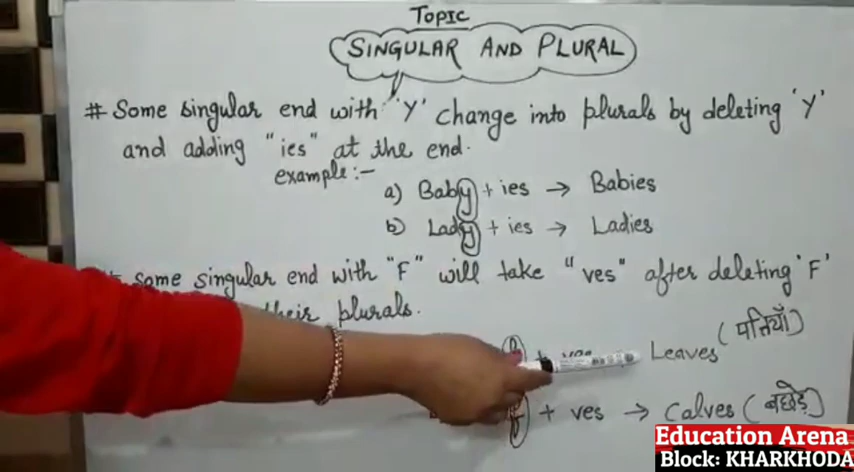 TOPIC
SINGULAR AND PLURAL
# Some singular end with 'Y' change into plurals by deleting 'Y'
and adding "ies" at the end.
example:-
a) Baby + ies → Babies
b) Lady + ies → Ladies
Some singular end with "F" will take "ves" after deleting 'F'
their plurals.
+ ves Leaves (पत्तियाँ)
f + ves → Calves (बछड़े)
Education Arena
Block: KHARKHODA